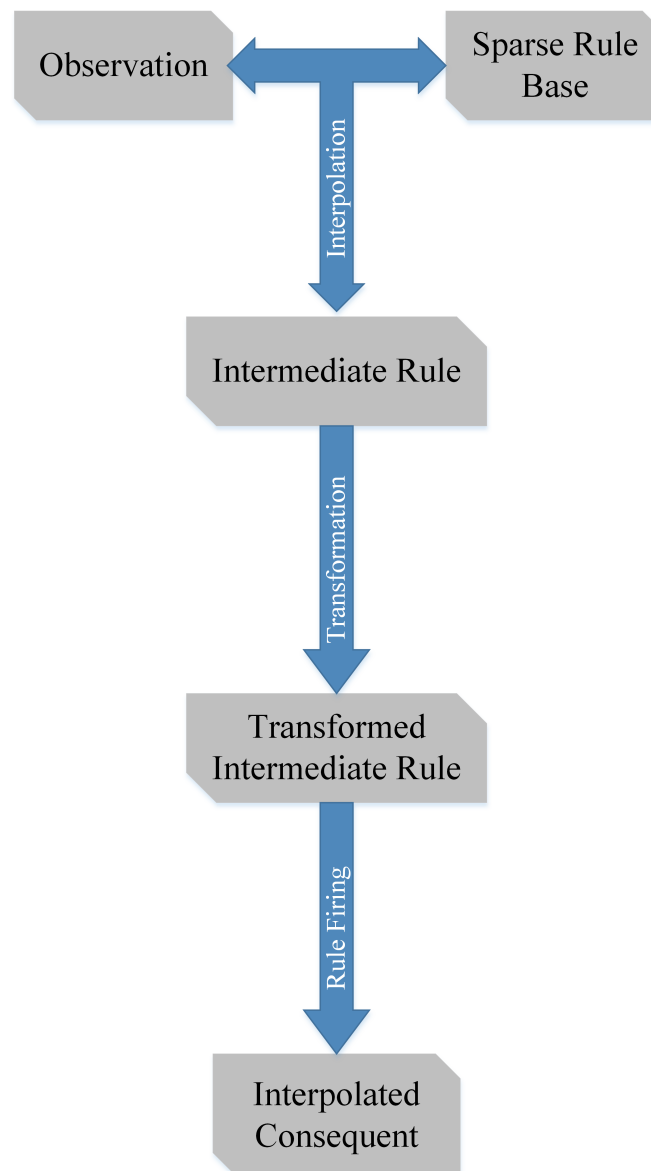 Observation
Sparse Rule
Base
Interpolation
Intermediate Rule
Transformation
Transformed
Intermediate Rule
Rule Firing
Interpolated
Consequent